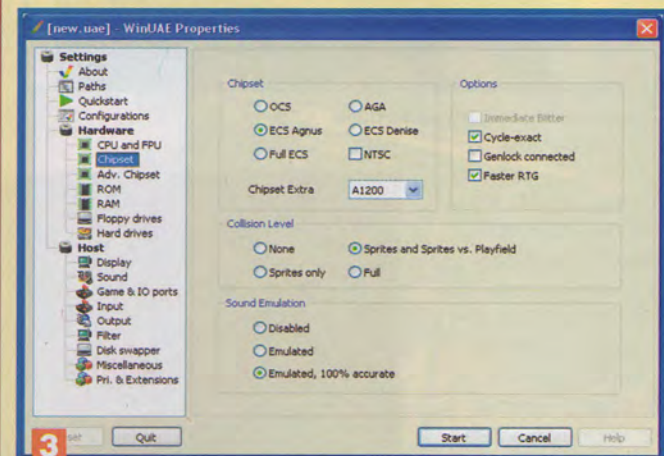 [new.uae] - WinUAE Properties
Settings
About
Paths
Quickstart
Configurations
Hardware
CPU and FPU
Chipset
Adv. Chipset
ROM
RAM
Floppy drives
Hard drives
Host
Display
Sound
Game & IO ports
Input
Output
Filter
Disk swapper
Miscellaneous
Pri. & Extensions
Chipset
OCS AGA
ECS Agnus ECS Denise
Full ECS NTSC
Chipset Extra A1200
Options
Immediate Blitter
Cycle-exact
Genlock connected
Faster RTG
Collision Level
None Sprites and Sprites vs. Playfield
Sprites only Full
Sound Emulation
Disabled
Emulated
Emulated, 100% accurate
3
Quit Start Cancel Help